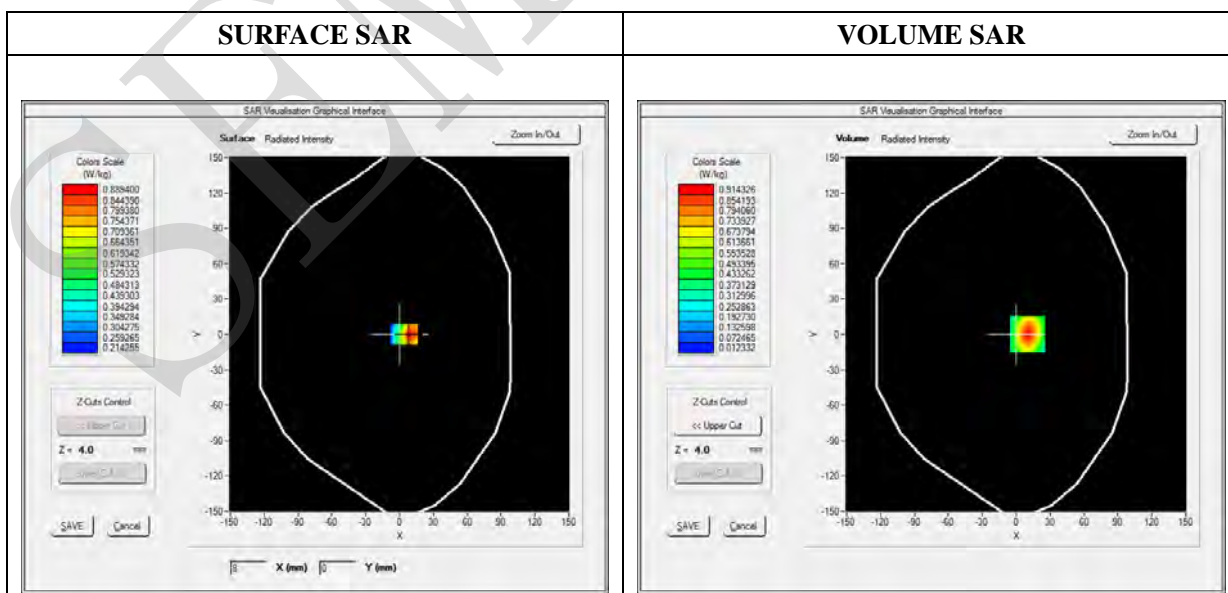 SURFACE SAR
VOLUME SAR
SAR Visualisation Graphical Interface
Surface Radiated Intensity
Zoom In/Out
Colors Scale
(W/kg)
0.889400
0.844390
0.799380
0.754371
0.709361
0.664351
0.619342
0.574332
0.529323
0.484313
0.439303
0.394294
0.349284
0.304275
0.259265
0.214255
150
120
90
60
30
0
-30
-60
-90
-120
-150
Y
-150 -120 -90 -60 -30 0 30 60 90 120 150
X
Z-Cuts Control
<< Upper Cut
Z = 4.0 mm
SAVE Cancel
8 X (mm) 0 Y (mm)
SAR Visualisation Graphical Interface
Volume Radiated Intensity
Zoom In/Out
Colors Scale
(W/kg)
0.914326
0.854193
0.794060
0.733927
0.673794
0.613661
0.553528
0.493395
0.433262
0.373129
0.312996
0.252863
0.192730
0.132598
0.072465
0.012332
150
120
90
60
30
0
-30
-60
-90
-120
-150
Y
-150 -120 -90 -60 -30 0 30 60 90 120 150
X
Z-Cuts Control
<< Upper Cut
Z = 4.0 mm
SAVE Cancel